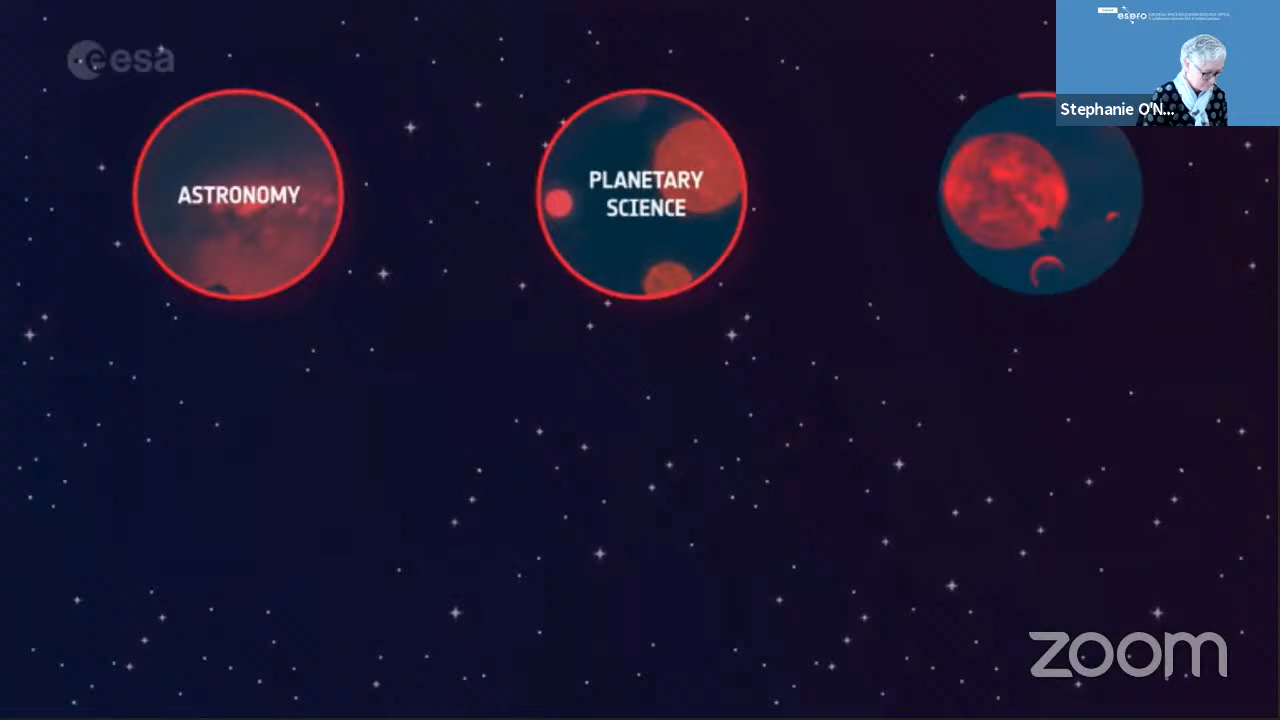 esa
esero
Stephanie O'N...
ASTRONOMY
PLANETARY
SCIENCE
zoom